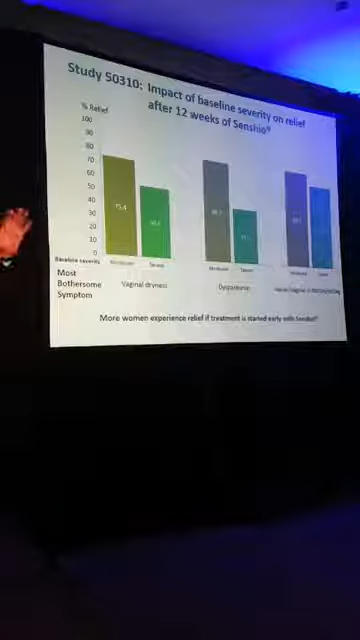 Study 50310: Impact of baseline severity on relief
after 12 weeks of Senshio®
% Relief
100
90
80
70
60
50
40
30
20
10
0
Baseline severity
Moderate
Severe
Moderate
Severe
Moderate
Most
Bothersome
Symptom
Vaginal dryness
Dyspareunia
More women experience relief if treatment is started early with Senshio®